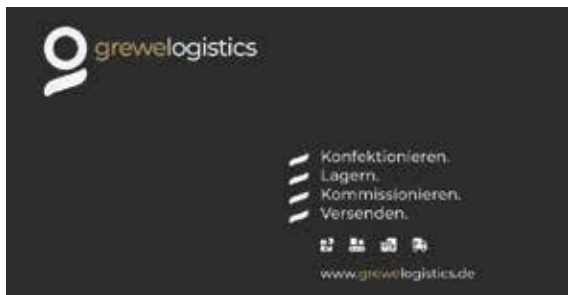 grewelogistics
Konfektionieren.
Lagern.
Kommissionieren.
Versenden.
www.grewelogistics.de